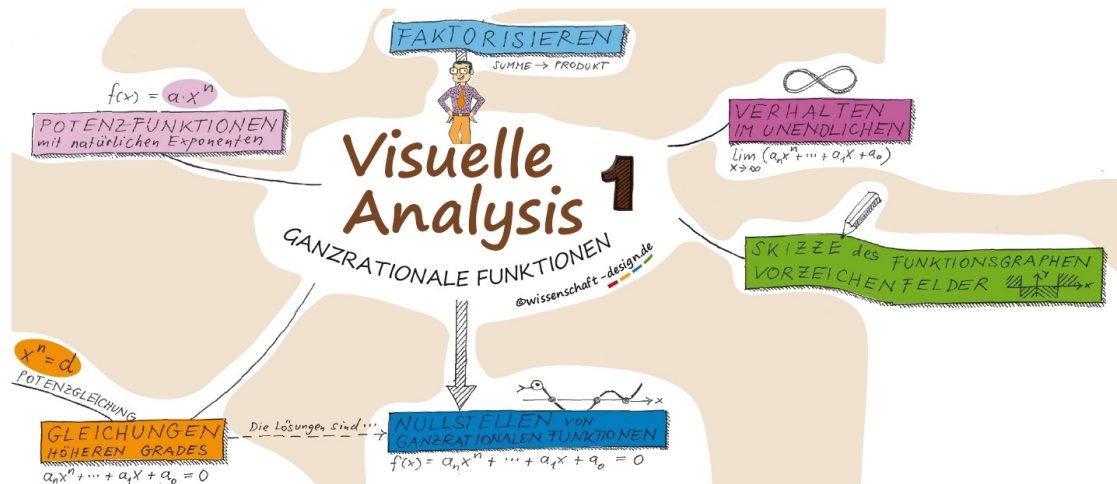 FAKTORISIEREN
SUMME → PRODUKT
f(x) = a·xⁿ
POTENZFUNKTIONEN
mit natürlichen Exponenten
VERHALTEN
IM UNENDLICHEN
Lim (aₙxⁿ+···+a₁x+a₀)
x→∞
Visuelle
Analysis 1
GANZRATIONALE FUNKTIONEN
©wissenschaft-design.de
SKIZZE des FUNKTIONSGRAPHEN
VORZEICHENFELDER
Y
x
xⁿ=d
POTENZGLEICHUNG
GLEICHUNGEN
HÖHEREN GRADES
aₙxⁿ+···+a₁x+a₀=0
Die Lösungen sind...
x
NULLSTELLEN VON
GANZRATIONALEN FUNKTIONEN
f(x) = aₙxⁿ + ··· + a₁x + a₀ = 0